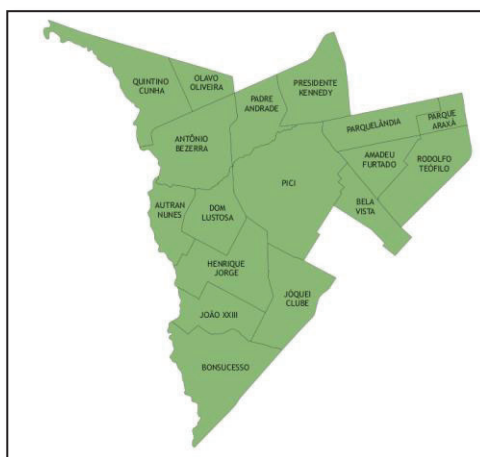 QUINTINO
CUNHA
OLAVO
OLIVEIRA
PADRE
ANDRADE
PRESIDENTE
KENNEDY
PARQUELÂNDIA
PARQUE
ARAXÁ
ANTÔNIO
BEZERRA
AMADEU
FURTADO
RODOLFO
TEÓFILO
PICI
AUTRAN
NUNES
DOM
LUSTOSA
BELA
VISTA
HENRIQUE
JORGE
JÓQUEI
CLUBE
JOÃO XXIII
BONSUCESSO